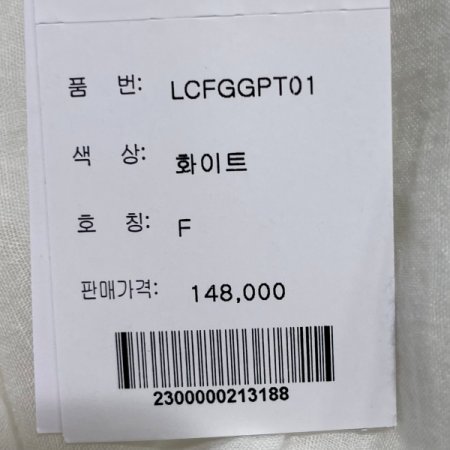 품 번: LCFGGPT01
색 상: 화이트
호 칭: F
판매가격: 148,000
2300000213188